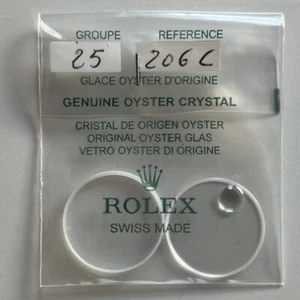 GROUPE REFERENCE
25 206 C
GLACE OYSTER D'ORIGINE
GENUINE OYSTER CRYSTAL
CRISTAL DE ORIGEN OYSTER
ORIGINAL OYSTER GLAS
VETRO OYSTER DI ORIGINE
ROLEX
SWISS MADE